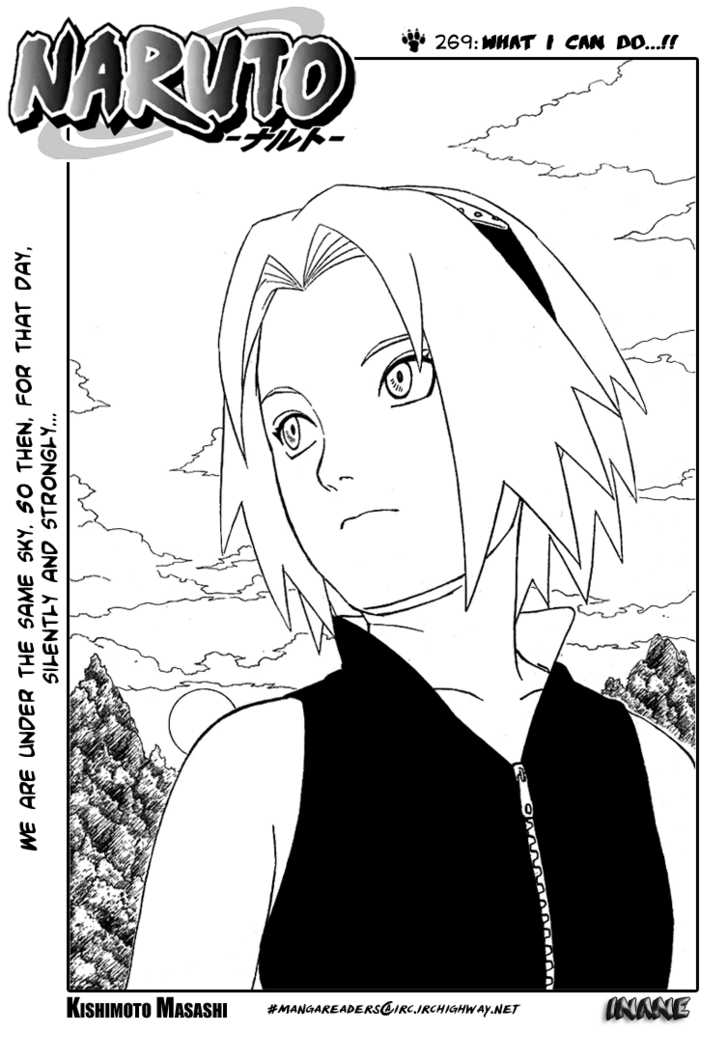 NARUTO
-ナルト-
269: WHAT I CAN DO...!!
WE ARE UNDER THE SAME SKY. SO THEN, FOR THAT DAY,
SILENTLY AND STRONGLY...
KISHIMOTO MASASHI
#MANGAREADERS@IRC.IRCHIGHWAY.NET
INANE